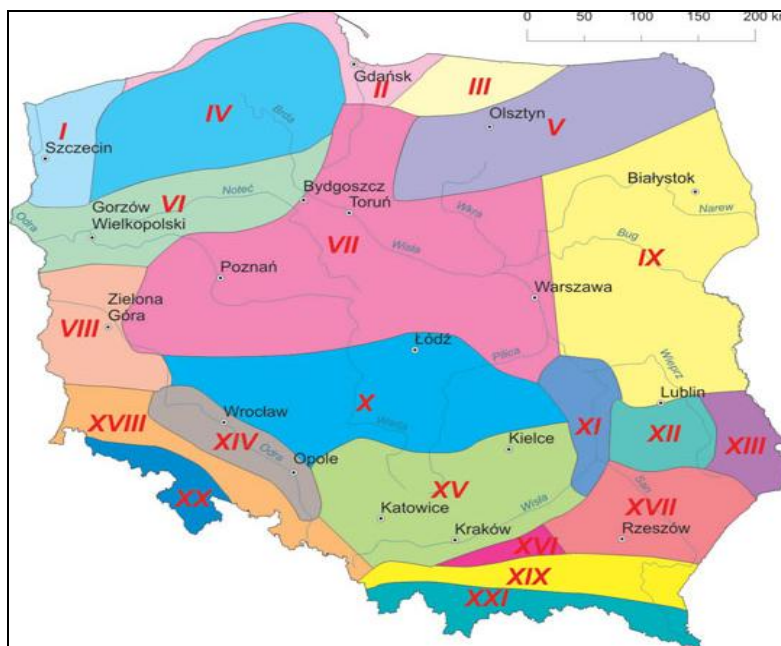 0 50 100 150 200 km
Gdańsk
II
III
I
IV
Brda
Olsztyn
V
Szczecin
Białystok
Bydgoszcz
Toruń
Wkra
Narew
Odra
Noteć
VI
Gorzów
Wielkopolski
VII
Wisła
Bug
IX
Poznań
Warszawa
Zielona
Góra
VIII
Łódź
Pilica
Wieprz
Lublin
XVIII
Wrocław
X
Warta
XI
XII
XIII
XIV
Odra
Opole
Kielce
XX
XV
Katowice
Wisła
San
XVII
Kraków
XVI
Rzeszów
XIX
XXI